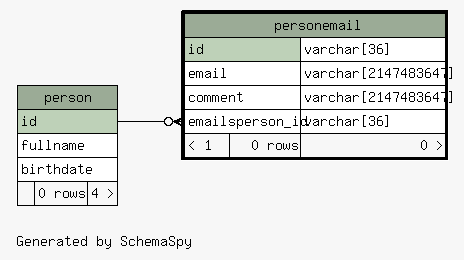 personemail
id varchar[36]
email varchar[2147483647]
comment varchar[2147483647]
emailsperson_id varchar[36]
< 1 0 rows 0 >
person
id
fullname
birthdate
0 rows 4 >
Generated by SchemaSpy